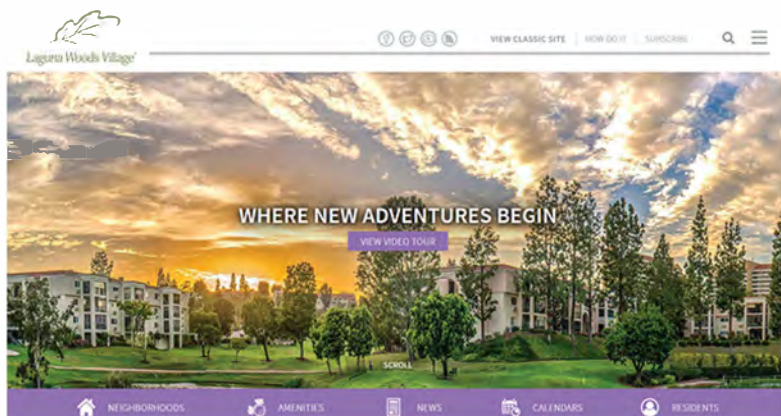 Laguna Woods Village®
VIEW CLASSIC SITE
HOW DO I?
SUBSCRIBE
WHERE NEW ADVENTURES BEGIN
VIEW VIDEO TOUR
SCROLL
NEIGHBORHOODS
AMENITIES
NEWS
CALENDARS
RESIDENTS